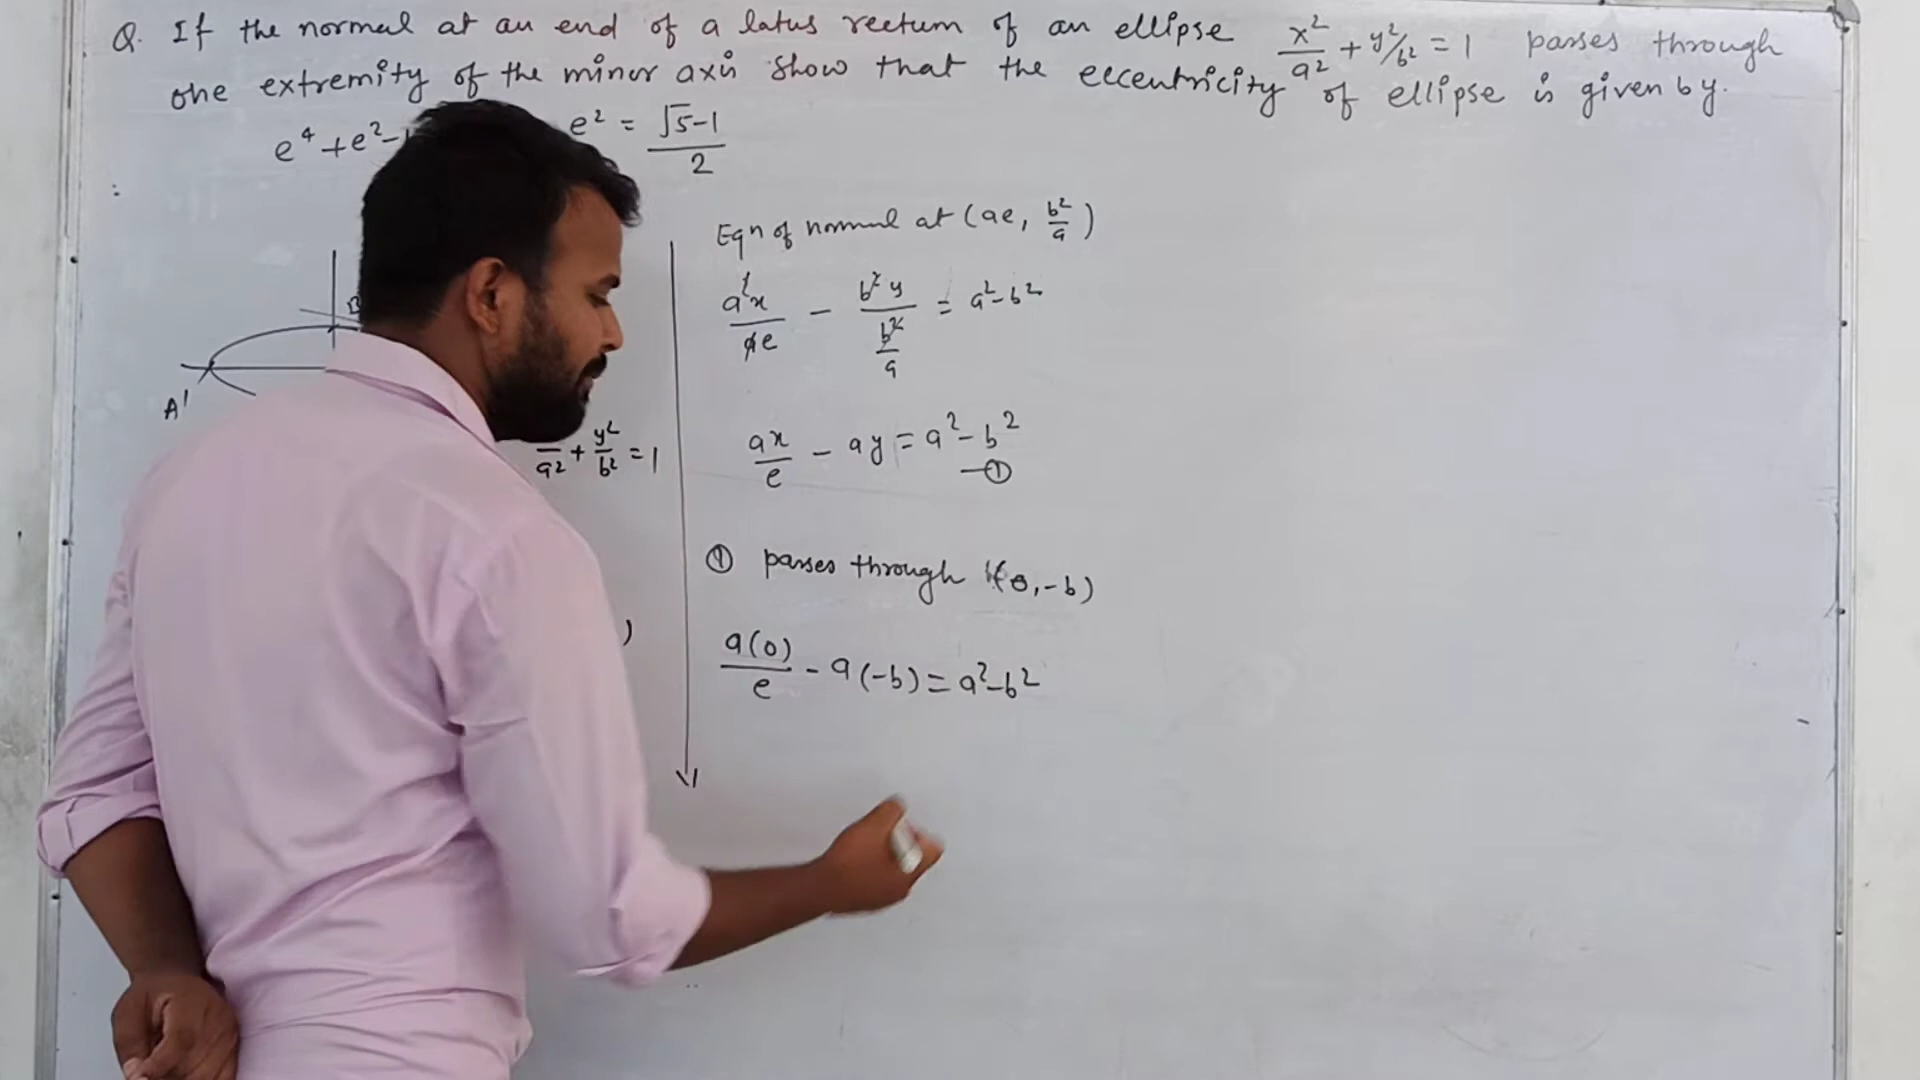 Q. If the normal at an end of a latus rectum of an ellipse x²/a² + y²/b² = 1 passes through
one extremity of the minor axis show that the eccentricity of ellipse is given by.
e⁴ + e² - e² = (√5-1)/2
Eqn of normal at (ae, b²/a)
a²x/ae - b²y/(b²/a) = a²-b²
B
A'
a² + y²/b² = 1
ax/e - ay = a² - b² —①
① passes through (0, -b)
)
a(0)/e - a(-b) = a²-b²